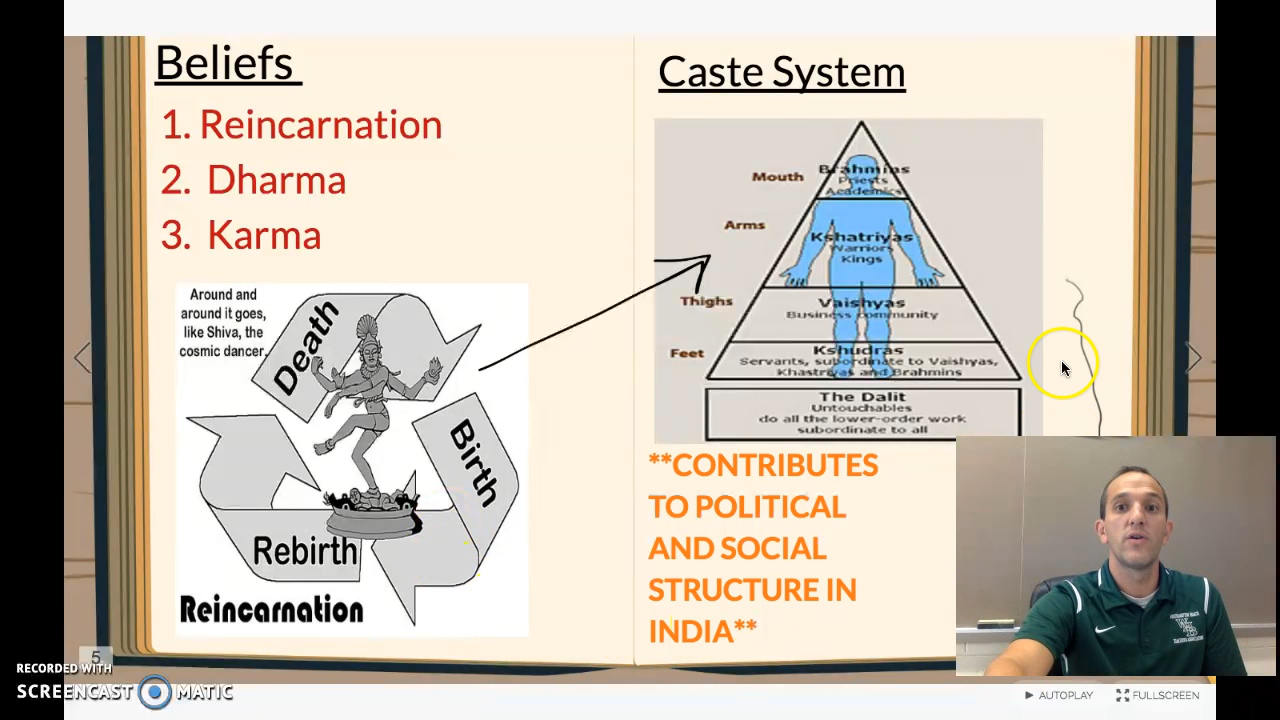 Beliefs
1. Reincarnation
2. Dharma
3. Karma
Around and
around it goes,
like Shiva, the
cosmic dancer.
Death
Birth
Rebirth
Reincarnation
Caste System
Mouth
Brahmins
Priests
Academics
Arms
Kshatriyas
Warriors
Kings
Thighs
Vaishyas
Business community
Feet
Kshudras
Servants, subordinate to Vaishyas,
Khastriyas and Brahmins
The Dalit
Untouchables
do all the lower-order work
subordinate to all
**CONTRIBUTES
TO POLITICAL
AND SOCIAL
STRUCTURE IN
INDIA**
5
RECORDED WITH
SCREENCAST MATIC
AUTOPLAY
FULLSCREEN